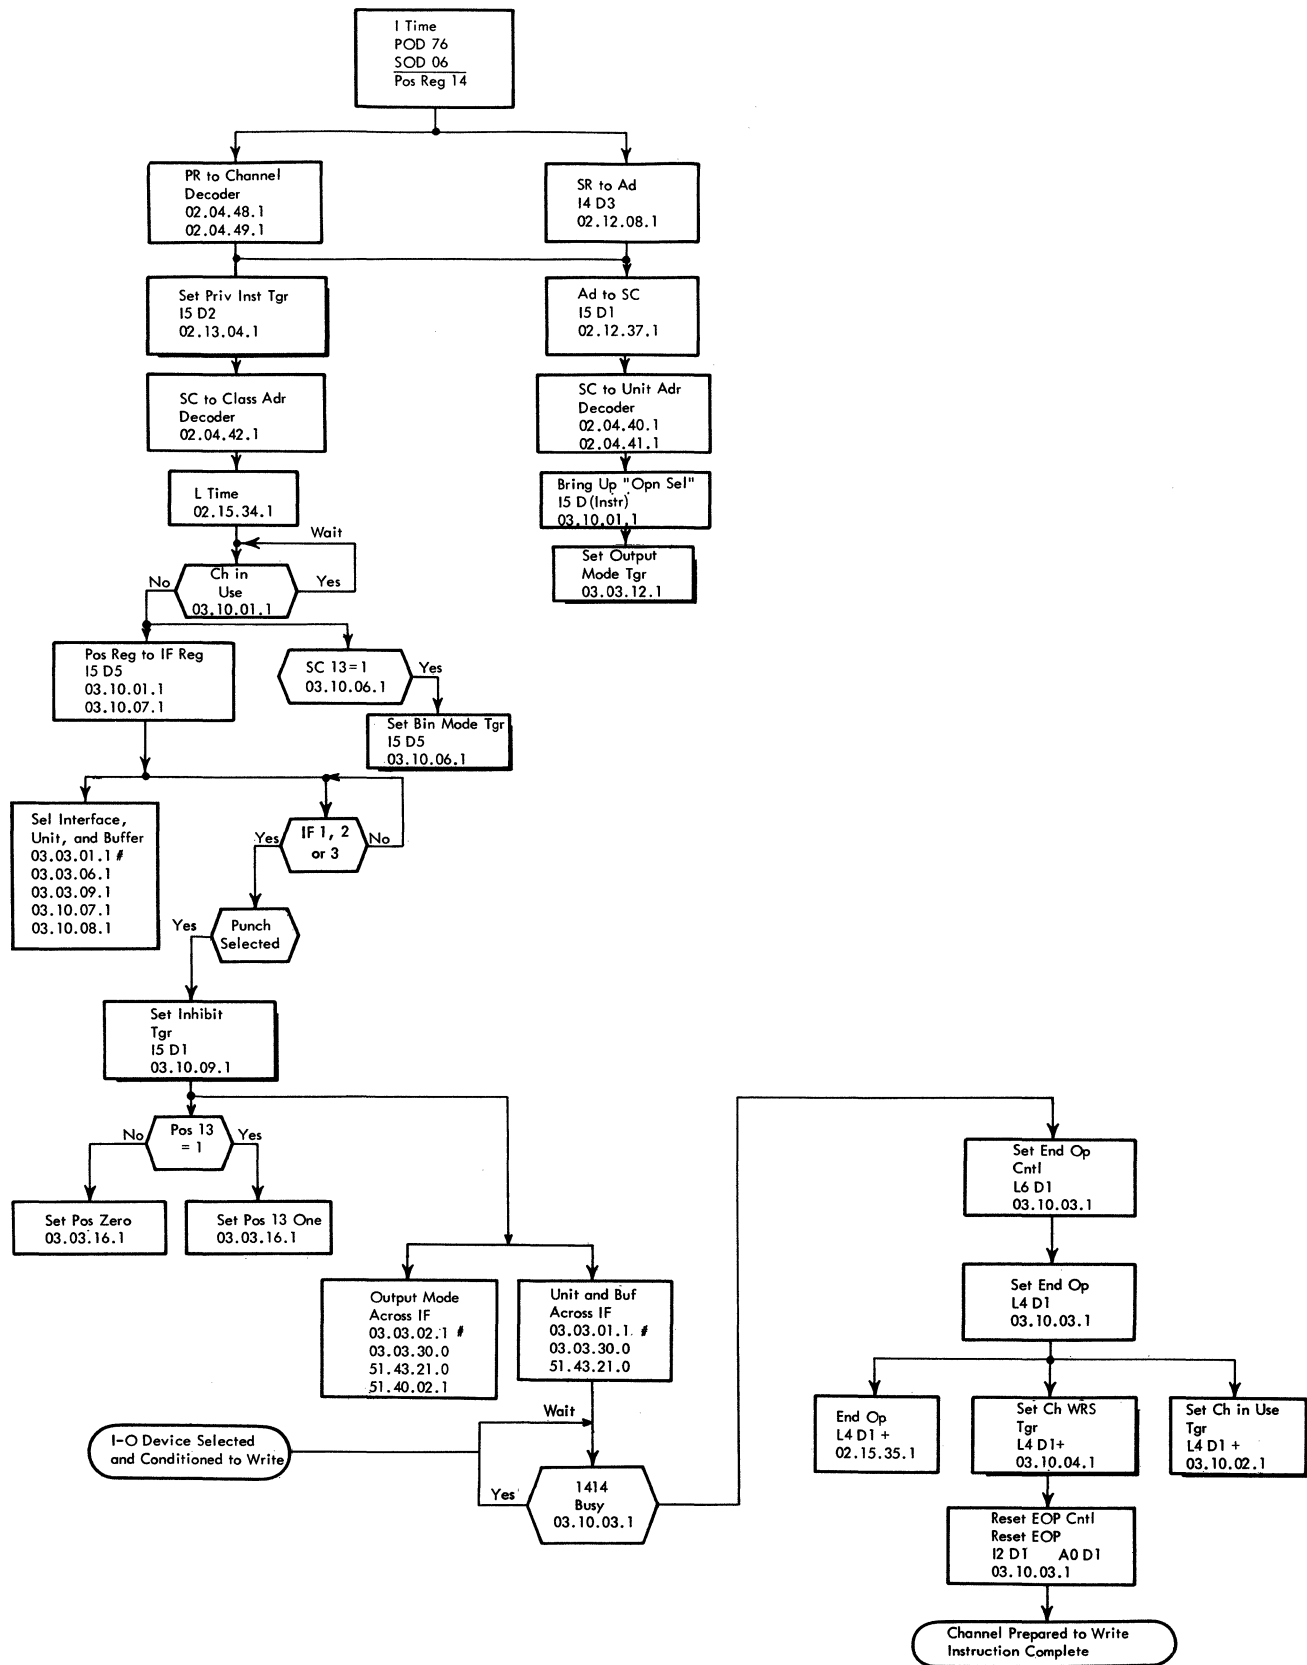 I Time
POD 76
SOD 06
Pos Reg 14
PR to Channel
Decoder
02.04.48.1
02.04.49.1
SR to Ad
I4 D3
02.12.08.1
Set Priv Inst Tgr
I5 D2
02.13.04.1
Ad to SC
I5 D1
02.12.37.1
SC to Class Adr
Decoder
02.04.42.1
SC to Unit Adr
Decoder
02.04.40.1
02.04.41.1
L Time
02.15.34.1
Bring Up "Opn Sel"
I5 D (Instr)
03.10.01.1
Wait
Set Output
Mode Tgr
03.03.12.1
No
Ch in
Use
03.10.01.1
Yes
Pos Reg to IF Reg
I5 D5
03.10.01.1
03.10.07.1
SC 13=1
03.10.06.1
Yes
Set Bin Mode Tgr
I5 D5
03.10.06.1
Sel Interface,
Unit, and Buffer
03.03.01.1 #
03.03.06.1
03.03.09.1
03.10.07.1
03.10.08.1
Yes
IF 1, 2
or 3
No
Yes
Punch
Selected
Set Inhibit
Tgr
I5 D1
03.10.09.1
No
Pos 13
= 1
Yes
Set Pos Zero
03.03.16.1
Set Pos 13 One
03.03.16.1
Output Mode
Across IF
03.03.02.1 #
03.03.30.0
51.43.21.0
51.40.02.1
Unit and Buf
Across IF
03.03.01.1. #
03.03.30.0
51.43.21.0
Wait
I-O Device Selected
and Conditioned to Write
Yes
1414
Busy
03.10.03.1
Set End Op
Cntl
L6 D1
03.10.03.1
Set End Op
L4 D1
03.10.03.1
End Op
L4 D1 +
02.15.35.1
Set Ch WRS
Tgr
L4 D1+
03.10.04.1
Set Ch in Use
Tgr
L4 D1 +
03.10.02.1
Reset EOP Cntl
Reset EOP
I2 D1 A0 D1
03.10.03.1
Channel Prepared to Write
Instruction Complete